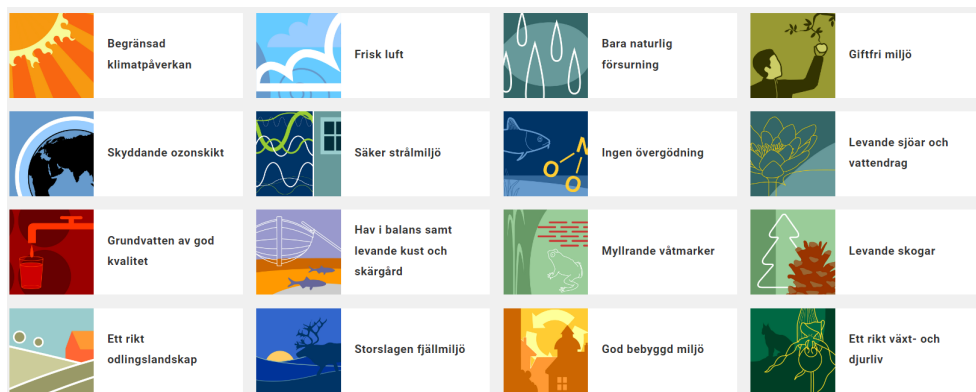 Begränsad
klimatpåverkan
Frisk luft
Bara naturlig
försurning
Giftfri miljö
Skyddande ozonskikt
Säker strålmiljö
N
O
O
Ingen övergödning
Levande sjöar och
vattendrag
Grundvatten av god
kvalitet
Hav i balans samt
levande kust och
skärgård
Myllrande våtmarker
Levande skogar
Ett rikt
odlingslandskap
Storslagen fjällmiljö
God bebyggd miljö
Ett rikt växt- och
djurliv